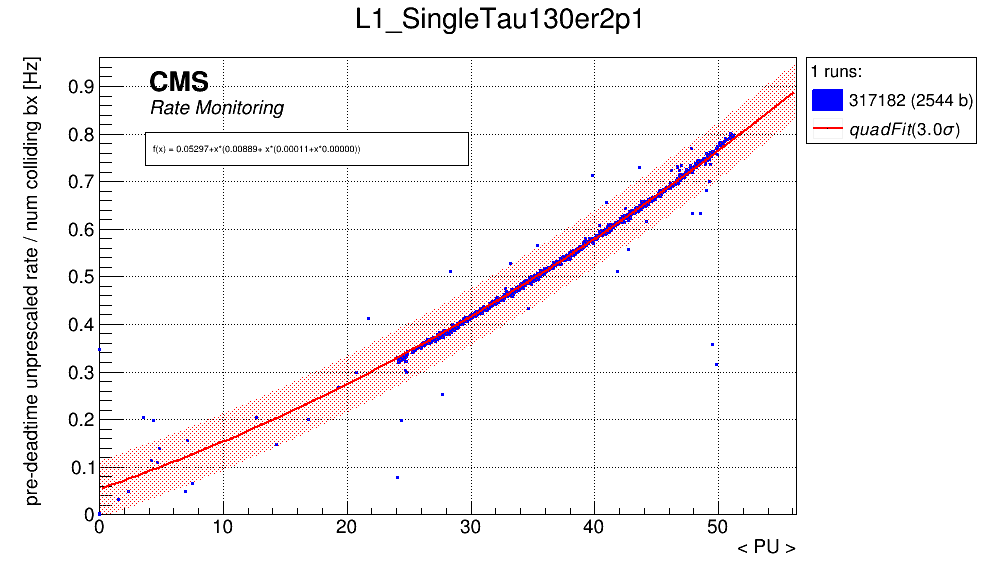 L1_SingleTau130er2p1
pre-deadtime unprescaled rate / num colliding bx [Hz]
CMS
Rate Monitoring
f(x) = 0.05297+x*(0.00889+ x*(0.00011+x*0.00000))
1 runs:
317182 (2544 b)
quadFit(3.0σ)
0.9
0.8
0.7
0.6
0.5
0.4
0.3
0.2
0.1
0
0 10 20 30 40 50
< PU >